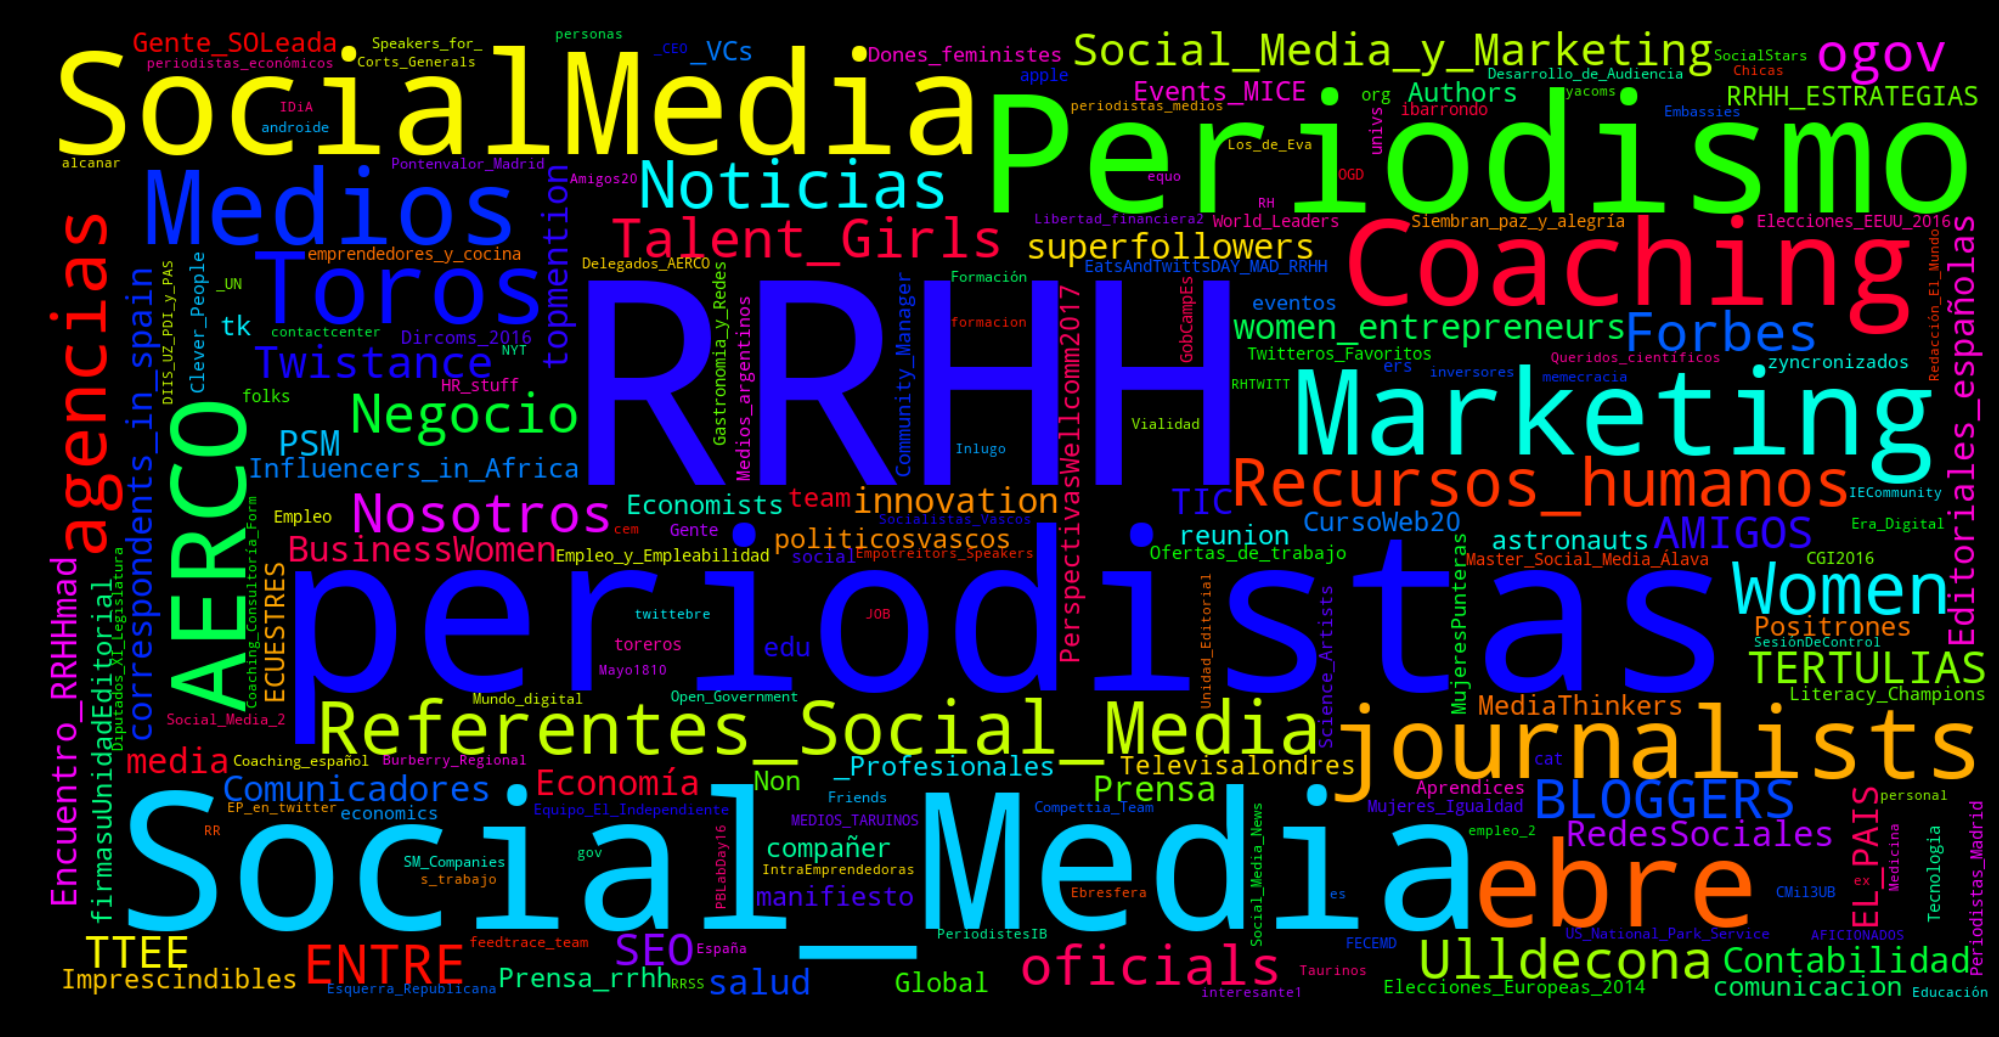 Gente_SOLeada
Speakers_for_
personas
_CEO
_VCs
Dones_feministes
Social_Media_y_Marketing
SocialStars
ogov
periodistas_económicos
Corts_Generals
SocialMedia
apple
Desarrollo_de_Audiencia
Chicas
IDiA
androide
Events_MICE
org
Authors
yacoms
RRHH_ESTRATEGIAS
periodistas_medios
ibarrondo
Embassies
Periodismo
univs
Los_de_Eva
alcanar
Pontenvalor_Madrid
Amigos20
Noticias
equo
OGD
Medios
topmention
RH
Talent_Girls
Libertad_financiera2
World_Leaders
Siembran_paz_y_alegría
Elecciones_EEUU_2016
agencias
superfollowers
Coaching
Redacción_El_Mundo
Editoriales_españolas
emprendedores_y_cocina
Toros
Delegados_AERCO
EatsAndTwittsDAY_MAD_RRHH
correspondents_in_spain
DIIS_UZ_PDI_y_PAS
Clever_People
_UN
Gastronomia_y_Redes
Medios_argentinos
Community_Manager
Formación
RRHH
PerspectivasWellcomm2017
GobCampEs
eventos
tk
contactcenter
Dircoms_2016
formacion
women_entrepreneurs
Forbes
NYT
Twistance
Twitteros_Favoritos
Queridos_cientificos
zyncronizados
HR_stuff
folks
ers
inversores
memecracia
RHTWITT
Marketing
Negocio
AERCO
Vialidad
PSM
Inlugo
Influencers_in_Africa
Recursos_humanos
Nosotros
Economists
team
innovation
TIC
IECommunity
Coaching_Consultoría_Form
Empleo
cem
Gente
Socialistas_Vascos
reunion
CursoWeb20
astronauts
AMIGOS
Era_Digital
BusinessWomen
Empleo_y_Empleabilidad
politicosvascos
social
Empotreitors_Speakers
Ofertas_de_trabajo
Master_Social_Media_Álava
CGI2016
Encuentro_RRHHmad
Diputados_XI_Legislatura
ECUESTRES
periodistas
Women
firmasuUnidadEditorial
twittebre
JOB
Unidad_Editorial
Science_Artists
MujeresPunteras
Positrones
toreros
edu
SesiónDeControl
Mayo1810
TERTULIAS
Mundo_digital
Open_Government
Literacy_Champions
Social_Media_2
Referentes_Social_Media
MediaThinkers
journalists
media
Coaching_español
Burberry_Regional
_Profesionales
Televisalondres
cat
Comunicadores
Economía
Non
Prensa
Aprendices
BLOGGERS
EL_PAIS
personal
EP_en_twitter
economics
Equipo_El_Independiente
Friends
Compettia_Team
Mujeres_Igualdad
Social_Media
RR
MEDIOS_TARUINOS
Social_Media_News
empleo_2
RedesSociales
Medicina
Tecnologia
Periodistas_Madrid
gov
compañer
SM_Companies
s_trabajo
PBLabDay16
IntraEmprendedoras
ebre
ex
manifiesto
Ebresfera
es
CMil3UB
TTEE
ENTRE
feedtrace_team
SEO
España
PeriodistesIB
FECEMD
US_National_Park_Service
AFICIONADOS
Imprescindibles
Esquerra_Republicana
Prensa_rrhh
RRSS
salud
Global
oficials
interesante1
Taurinos
Ulldecona
Elecciones_Europeas_2014
Contabilidad
comunicacion
Educación